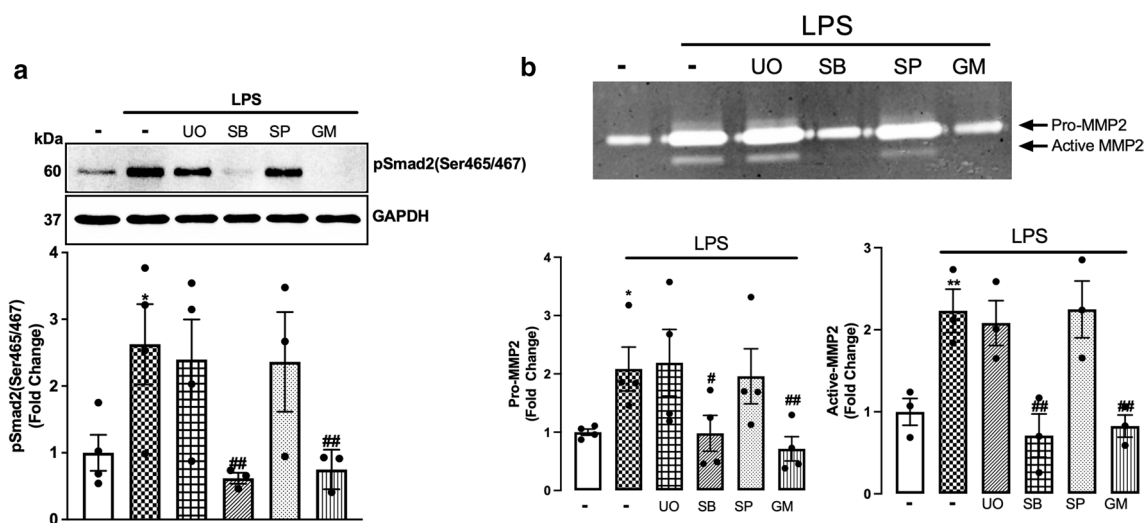 a
LPS
- - UO SB SP GM
kDa
60
pSmad2(Ser465/467)
37
GAPDH
pSmad2(Ser465/467)
(Fold Change)
4
3
2
1
0
*
##
##
b
LPS
- - UO SB SP GM
Pro-MMP2
Active MMP2
LPS
Pro-MMP2
(Fold Change)
4
3
2
1
0
*
#
##
- - UO SB SP GM
LPS
Active-MMP2
(Fold Change)
3
2
1
0
**
##
##
- - UO SB SP GM